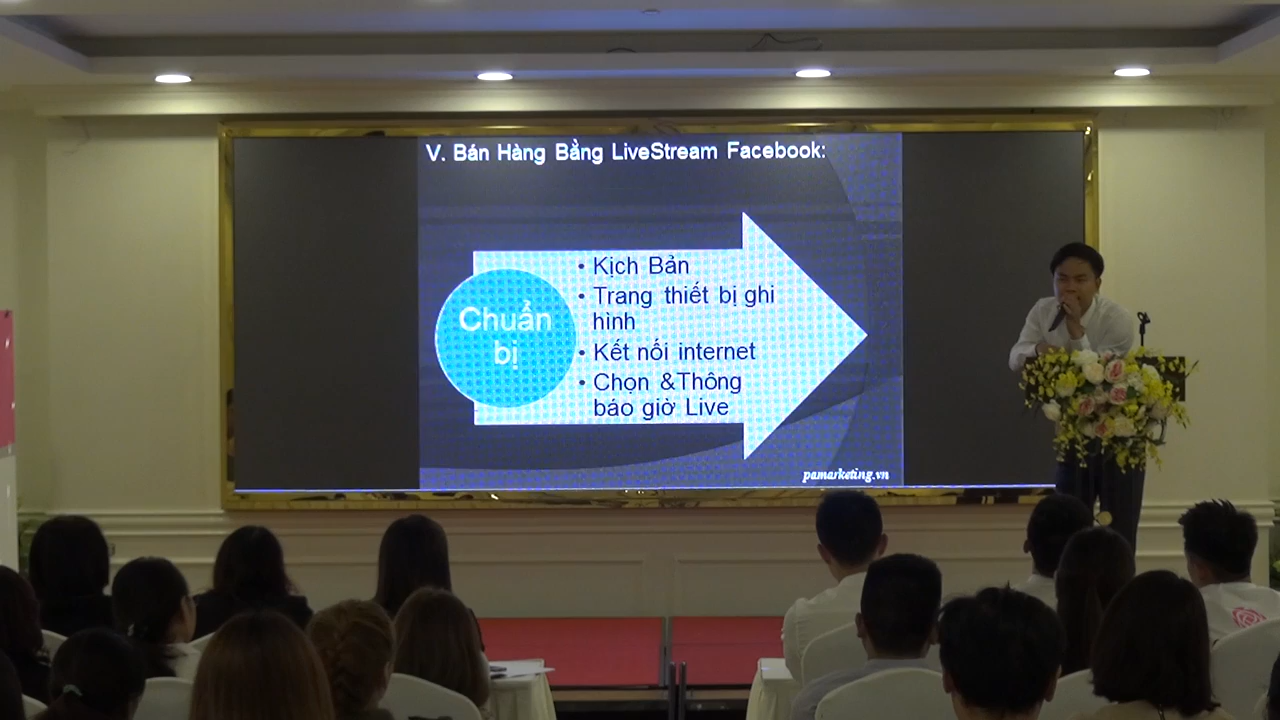 V. Bán Hàng Bằng LiveStream Facebook:
Chuẩn
bị
• Kịch Bản
• Trang thiết bị ghi
hình
• Kết nối internet
• Chọn &Thông
báo giờ Live
pamarketing.vn